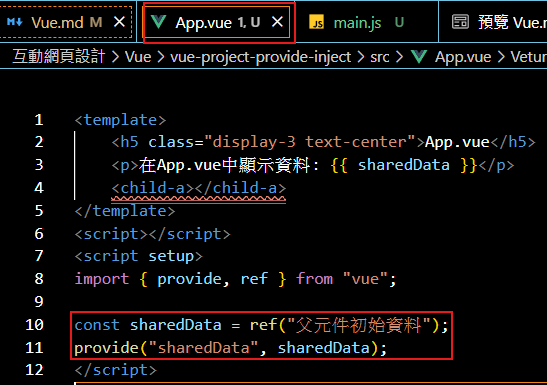 Vue.md M App.vue 1, U JS main.js U 預覽 Vue.m
互動網頁設計 > Vue > vue-project-provide-inject > src > App.vue > Vetur
1 <template>
2 <h5 class="display-3 text-center">App.vue</h5>
3 <p>在App.vue中顯示資料: {{ sharedData }}</p>
4 <child-a></child-a>
5 </template>
6 <script></script>
7 <script setup>
8 import { provide, ref } from "vue";
9
10 const sharedData = ref("父元件初始資料");
11 provide("sharedData", sharedData);
12 </script>